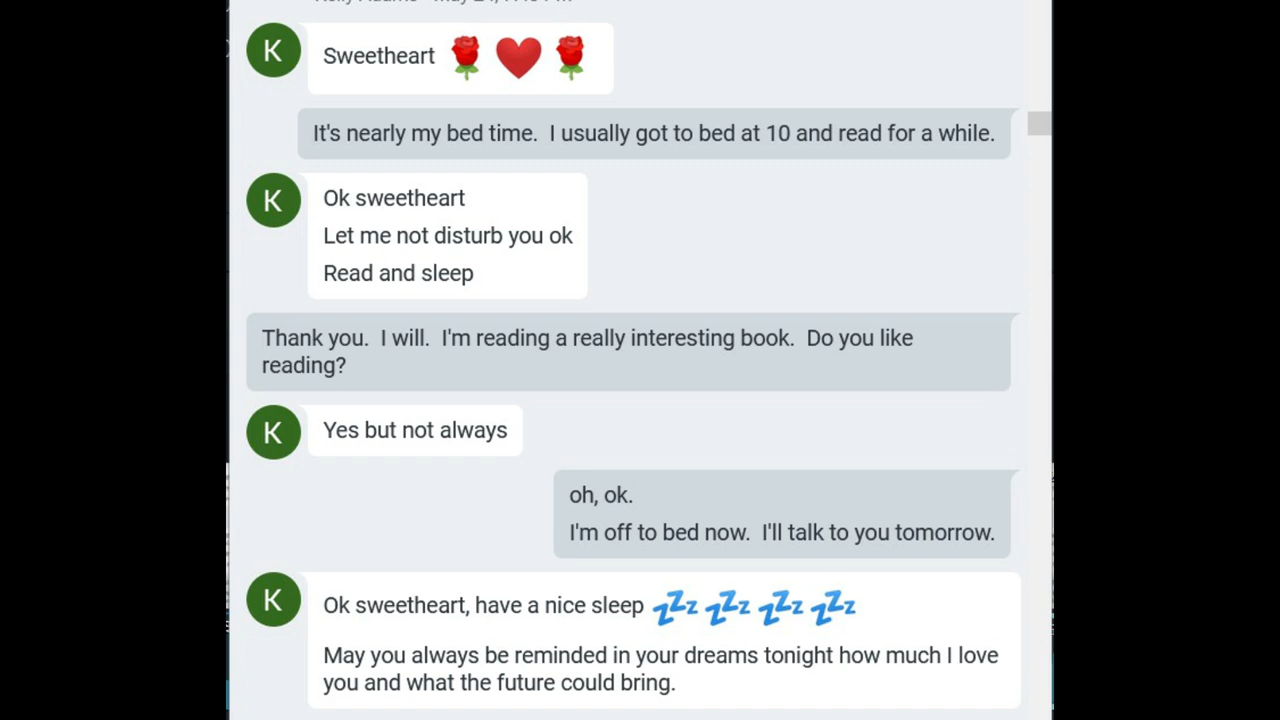 K
Sweetheart 🌹 ❤️ 🌹
It's nearly my bed time.  I usually got to bed at 10 and read for a while.
K
Ok sweetheart
Let me not disturb you ok
Read and sleep
Thank you.  I will.  I'm reading a really interesting book.  Do you like
reading?
K
Yes but not always
oh, ok.
I'm off to bed now.  I'll talk to you tomorrow.
K
Ok sweetheart, have a nice sleep 💤 💤 💤 💤
May you always be reminded in your dreams tonight how much I love
you and what the future could bring.